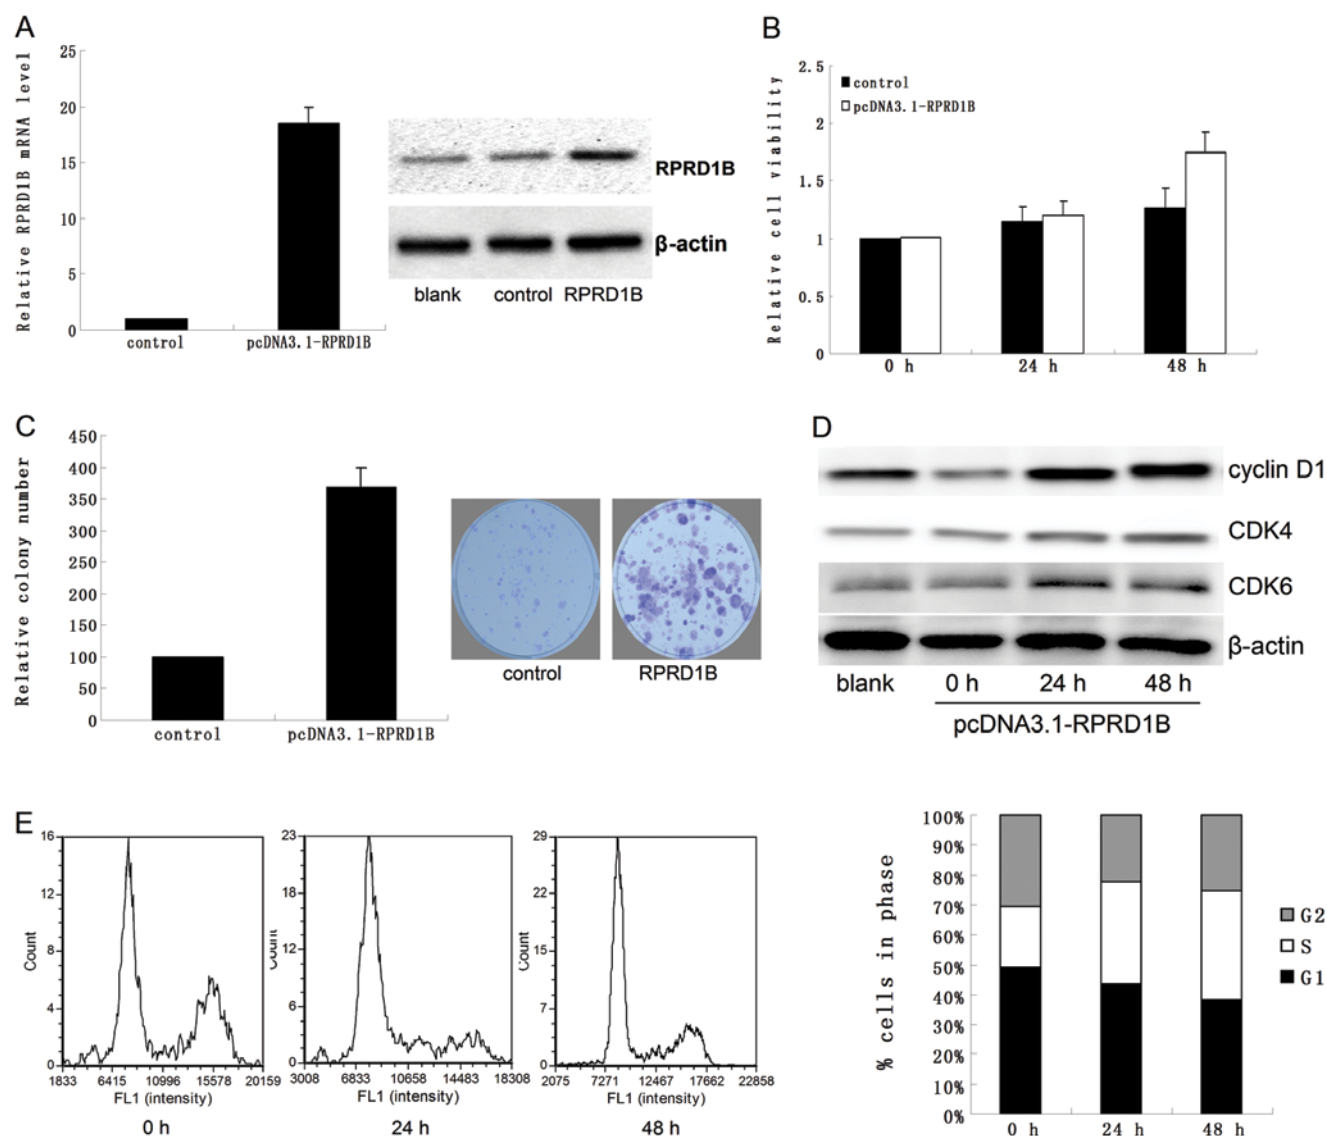 A
Relative RPRD1B mRNA level
25
20
15
10
5
0
control
pcDNA3.1-RPRD1B
RPRD1B
β-actin
blank
control
RPRD1B
B
Relative cell viability
2.5
2
1.5
1
0.5
0
control
pcDNA3.1-RPRD1B
0 h
24 h
48 h
C
Relative colony number
450
400
350
300
250
200
150
100
50
0
control
pcDNA3.1-RPRD1B
control
RPRD1B
D
cyclin D1
CDK4
CDK6
β-actin
blank
0 h
24 h
48 h
pcDNA3.1-RPRD1B
E
Count
16
12
8
4
0
1833 6415 10996 15578 20159
FL1 (intensity)
0 h
Count
23
18
12
6
0
3008 6833 10658 14483 18308
FL1 (intensity)
24 h
Count
29
22
15
7
0
2075 7271 12467 17662 22858
FL1 (intensity)
48 h
% cells in phase
100%
90%
80%
70%
60%
50%
40%
30%
20%
10%
0%
0 h
24 h
48 h
G2
S
G1